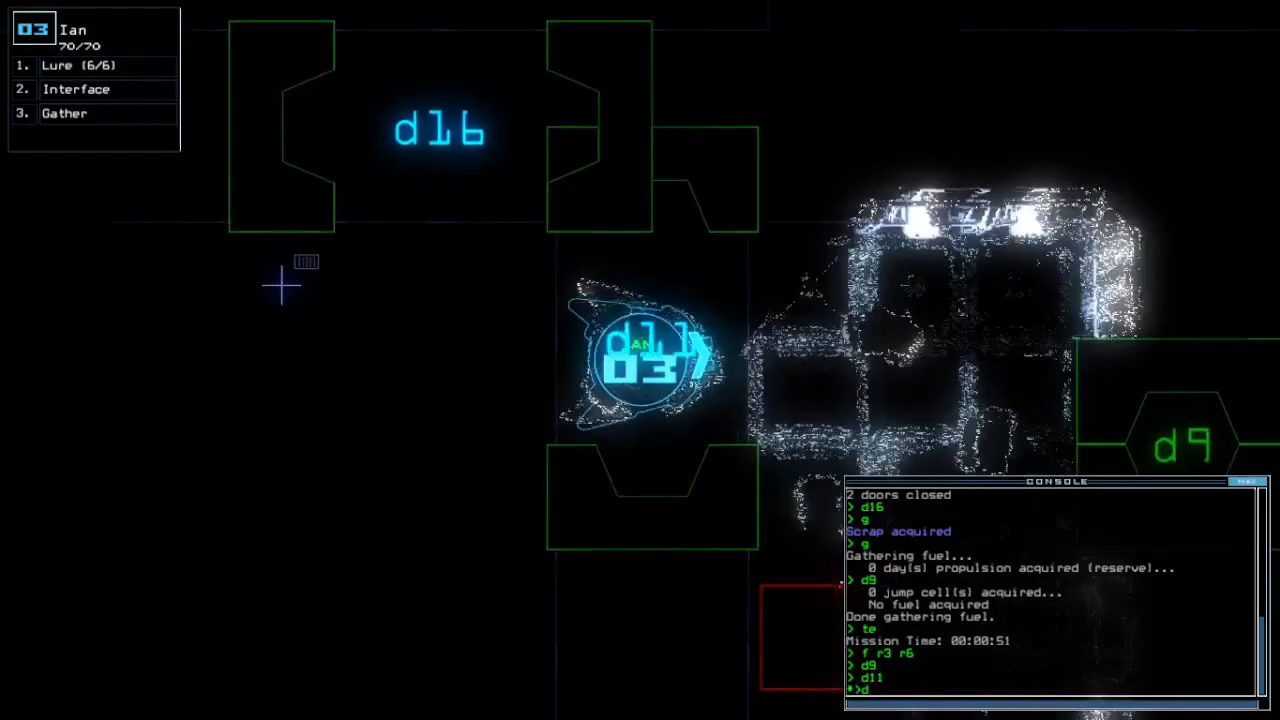 03 Ian
70/70
1. Lure (6/6)
2. Interface
3. Gather
d16
d11
03
d9
CONSOLE
2 doors closed
> d16
> g
Scrap acquired
> g
Gathering fuel...
0 day(s) propulsion acquired (reserve)...
> d9
0 jump cell(s) acquired...
No fuel acquired
Done gathering fuel.
> te
Mission Time: 00:00:51
> f r3 r6
> d9
> d11
*>d